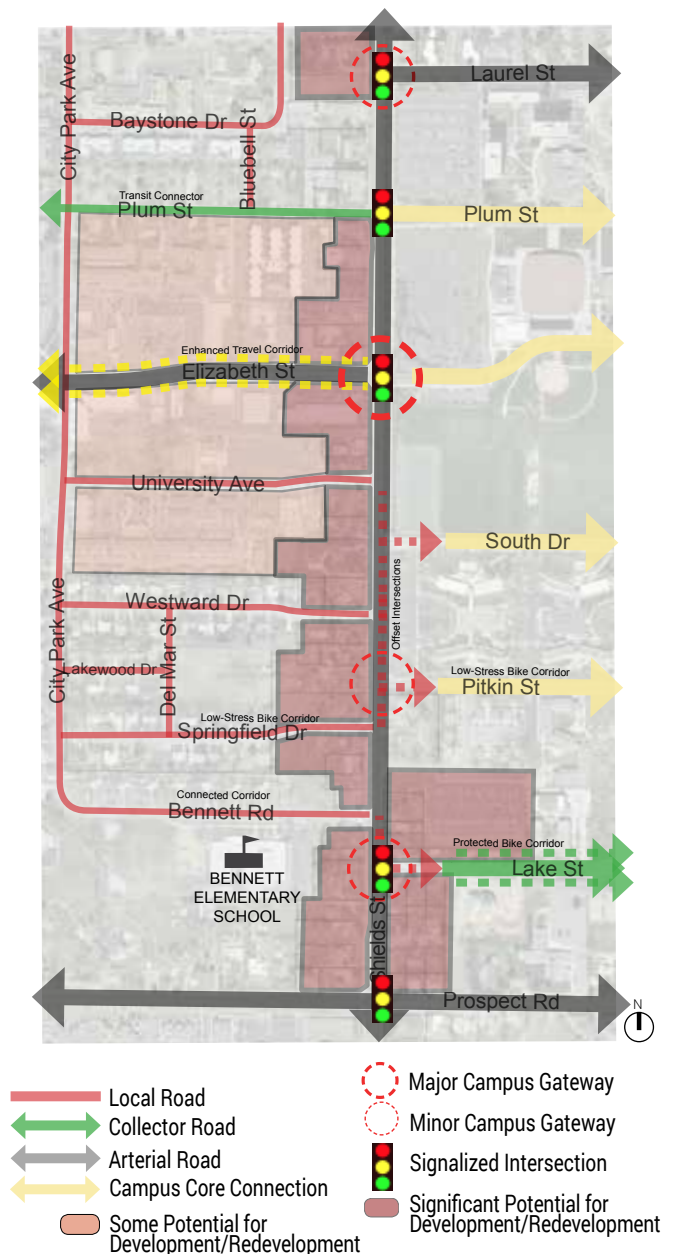 Laurel St
City Park Ave
Baystone Dr
Bluebell St
Transit Connector
Plum St
Plum St
Enhanced Travel Corridor
Elizabeth St
University Ave
South Dr
Offset Intersections
Westward Dr
City Park Ave
Del Mar St
Lakewood Dr
Low-Stress Bike Corridor
Pitkin St
Low-Stress Bike Corridor
Springfield Dr
Connected Corridor
Bennett Rd
Protected Bike Corridor
Lake St
BENNETT
ELEMENTARY
SCHOOL
Shields St
Prospect Rd
N
Local Road
Collector Road
Arterial Road
Campus Core Connection
Some Potential for
Development/Redevelopment
Major Campus Gateway
Minor Campus Gateway
Signalized Intersection
Significant Potential for
Development/Redevelopment